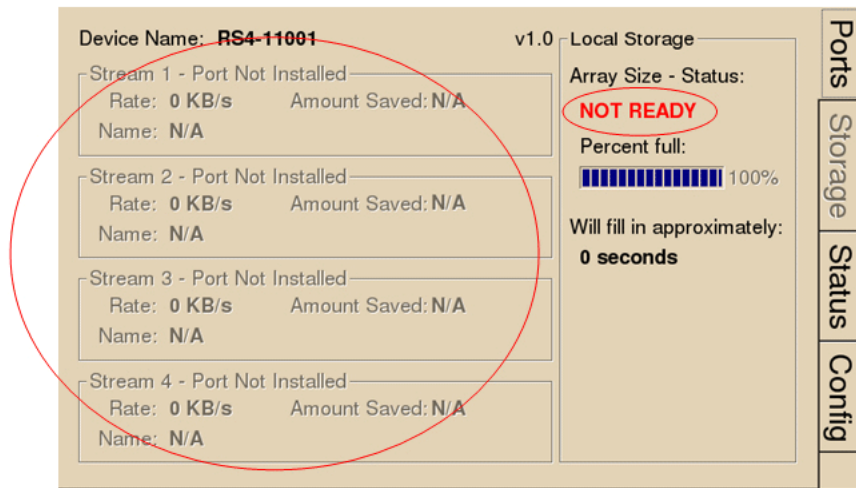 Device Name: RS4-11001 v1.0
Stream 1 - Port Not Installed
Rate: 0 KB/s Amount Saved: N/A
Name: N/A
Stream 2 - Port Not Installed
Rate: 0 KB/s Amount Saved: N/A
Name: N/A
Stream 3 - Port Not Installed
Rate: 0 KB/s Amount Saved: N/A
Name: N/A
Stream 4 - Port Not Installed
Rate: 0 KB/s Amount Saved: N/A
Name: N/A
Local Storage
Array Size - Status:
NOT READY
Percent full:
100%
Will fill in approximately:
0 seconds
Ports
Storage
Status
Config